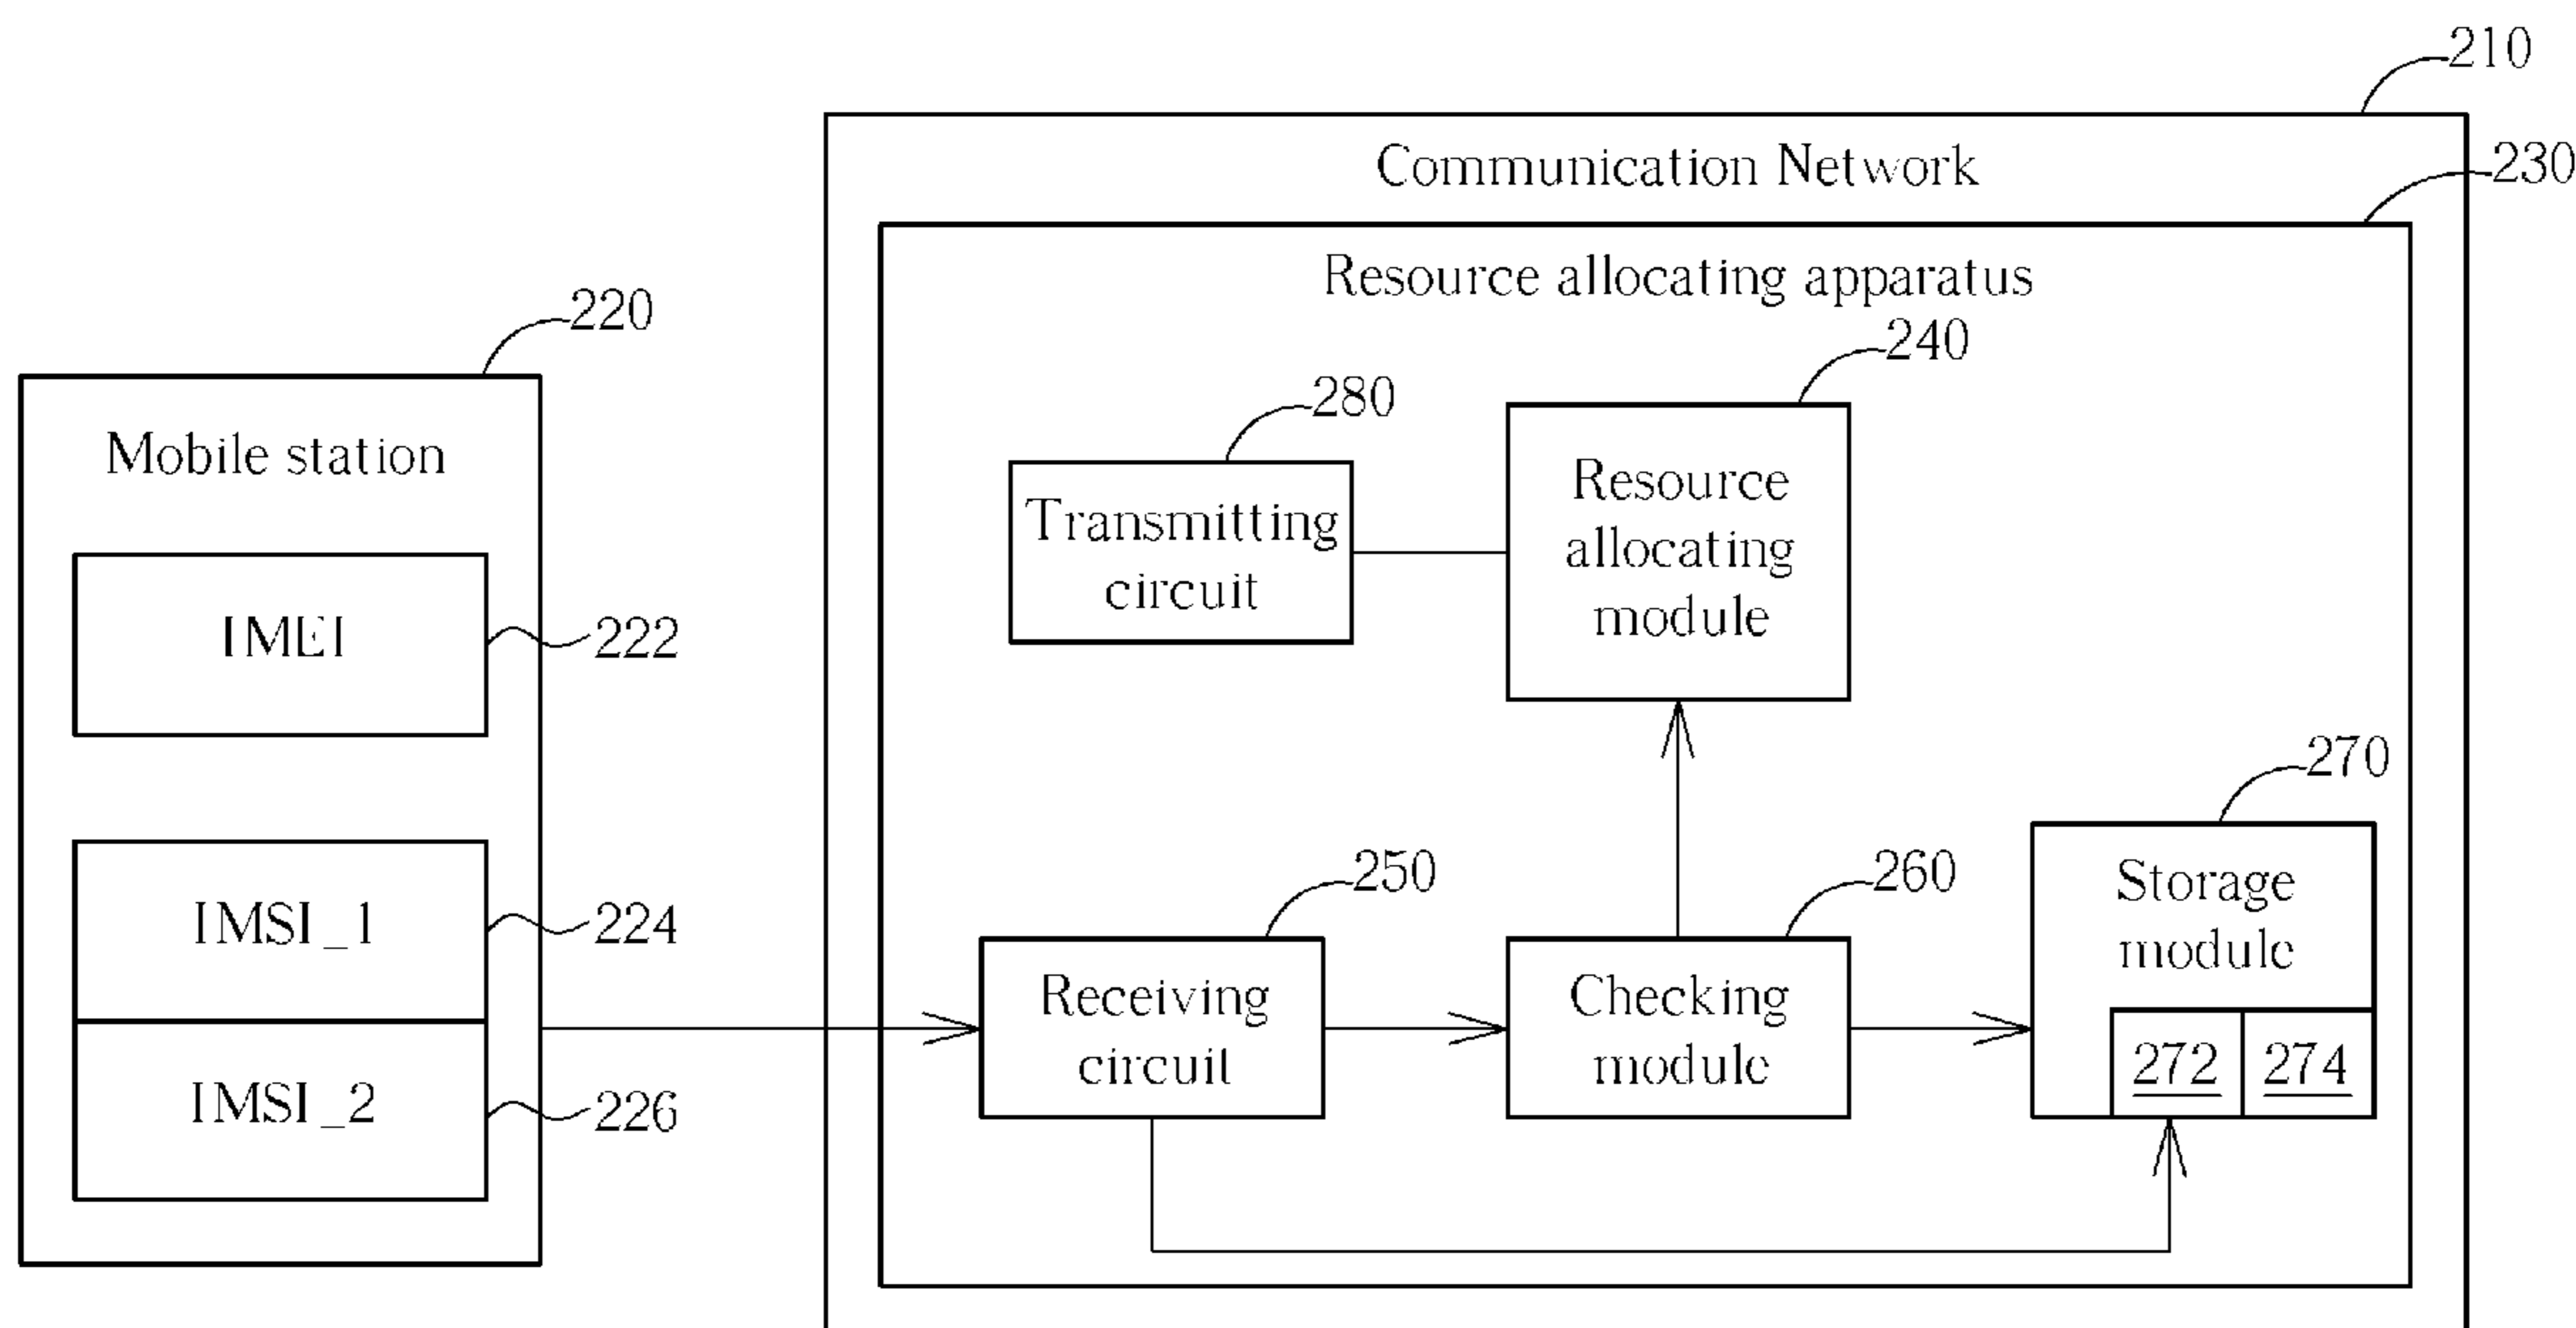 210
Communication Network
230
Resource allocating apparatus
220
240
280
Mobile station
Resource
allocating
module
Transmitting
circuit
IMEI
222
270
250
260
Storage
module
IMSI_1
224
Receiving
circuit
Checking
module
272
274
IMSI_2
226